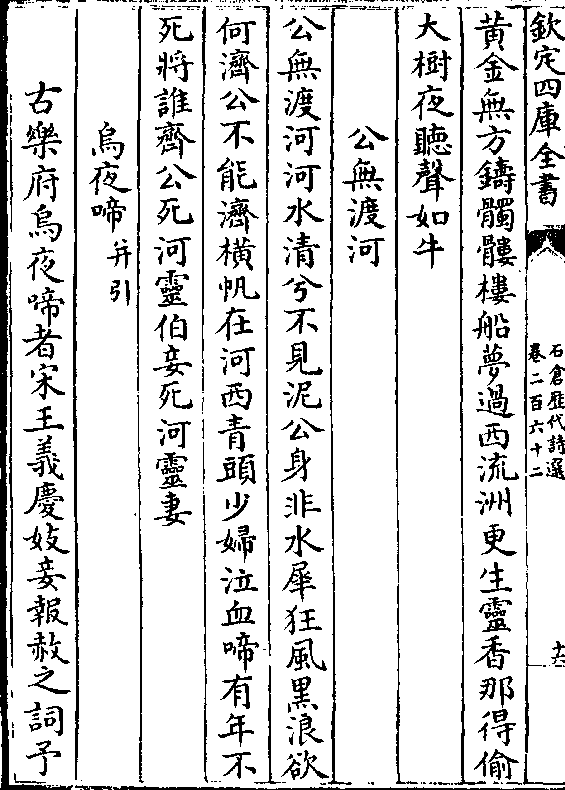 欽定四庫全書
石倉歷代詩選
卷二百六十二
十六
黃金無方鑄髑髏樓船夢過西流洲更生靈香那得偷
大樹夜聽聲如牛
公無渡河
公無渡河河水清兮不見泥公身非水犀狂風黑浪欲
何濟公不能濟橫帆在河西青頭少婦泣血啼有年不
死將誰齊公死河靈伯妾死河靈妻
烏夜啼并引
古樂府烏夜啼者宋王義慶妓妾報赦之詞予